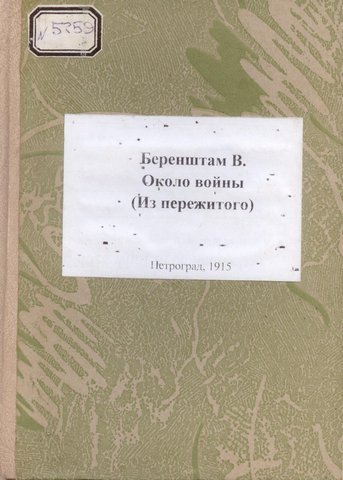 № 5759
Беренштам В.
Около войны
(Из пережитого)
Петроград, 1915